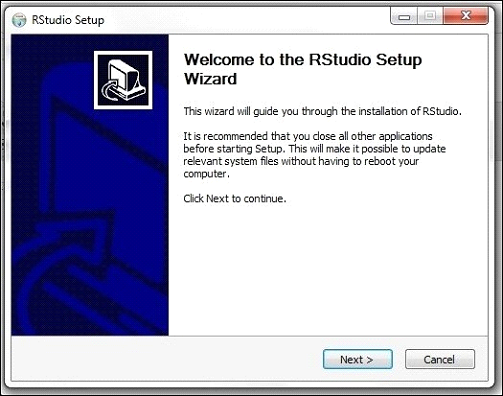 RStudio Setup
Welcome to the RStudio Setup
Wizard
This wizard will guide you through the installation of RStudio.
It is recommended that you close all other applications
before starting Setup. This will make it possible to update
relevant system files without having to reboot your
computer.
Click Next to continue.
Next >
Cancel